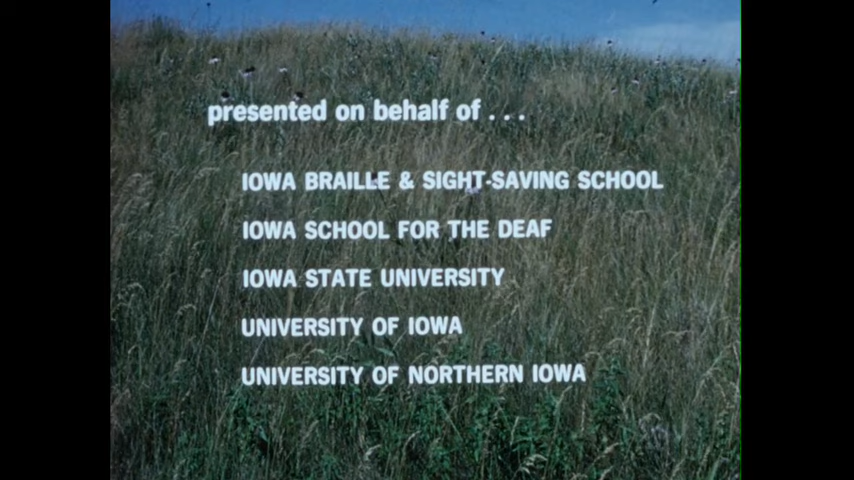 presented on behalf of . . .
IOWA BRAILLE & SIGHT-SAVING SCHOOL
IOWA SCHOOL FOR THE DEAF
IOWA STATE UNIVERSITY
UNIVERSITY OF IOWA
UNIVERSITY OF NORTHERN IOWA